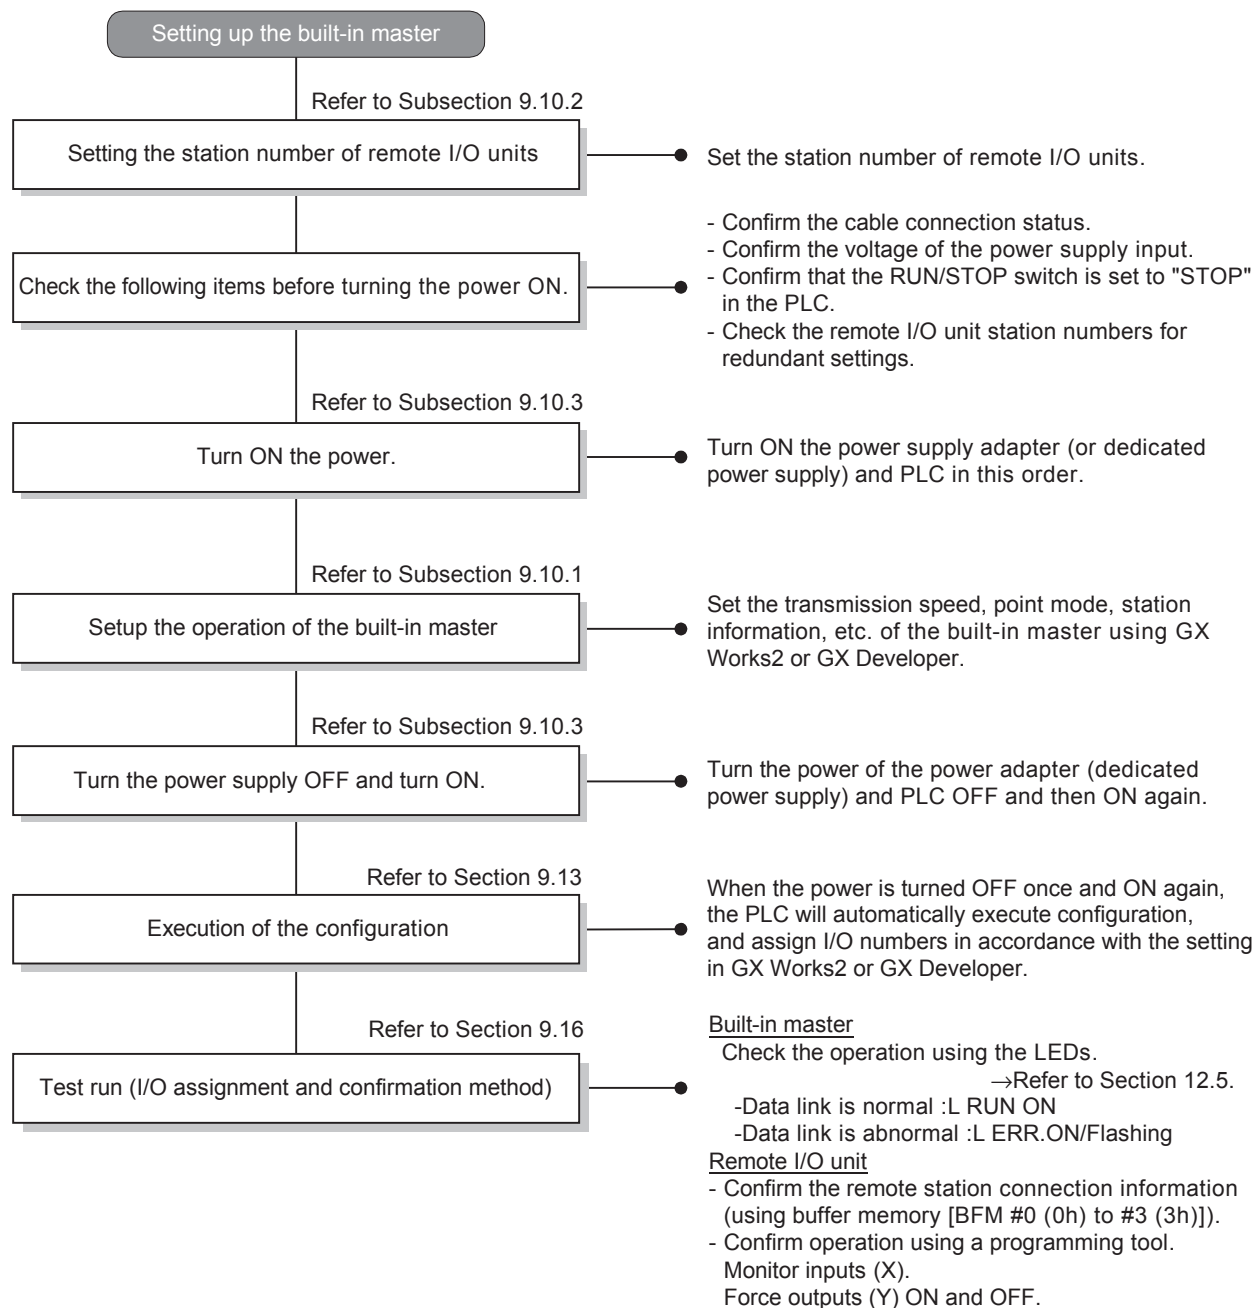 Setting up the built-in master
Refer to Subsection 9.10.2
Setting the station number of remote I/O units
Set the station number of remote I/O units.
Check the following items before turning the power ON.
- Confirm the cable connection status.
- Confirm the voltage of the power supply input.
- Confirm that the RUN/STOP switch is set to "STOP"
in the PLC.
- Check the remote I/O unit station numbers for
redundant settings.
Refer to Subsection 9.10.3
Turn ON the power.
Turn ON the power supply adapter (or dedicated
power supply) and PLC in this order.
Refer to Subsection 9.10.1
Setup the operation of the built-in master
Set the transmission speed, point mode, station
information, etc. of the built-in master using GX
Works2 or GX Developer.
Refer to Subsection 9.10.3
Turn the power supply OFF and turn ON.
Turn the power of the power adapter (dedicated
power supply) and PLC OFF and then ON again.
Refer to Section 9.13
Execution of the configuration
When the power is turned OFF once and ON again,
the PLC will automatically execute configuration,
and assign I/O numbers in accordance with the setting
in GX Works2 or GX Developer.
Refer to Section 9.16
Test run (I/O assignment and confirmation method)
Built-in master
Check the operation using the LEDs.
→Refer to Section 12.5.
-Data link is normal :L RUN ON
-Data link is abnormal :L ERR.ON/Flashing
Remote I/O unit
- Confirm the remote station connection information
(using buffer memory [BFM #0 (0h) to #3 (3h)]).
- Confirm operation using a programming tool.
Monitor inputs (X).
Force outputs (Y) ON and OFF.